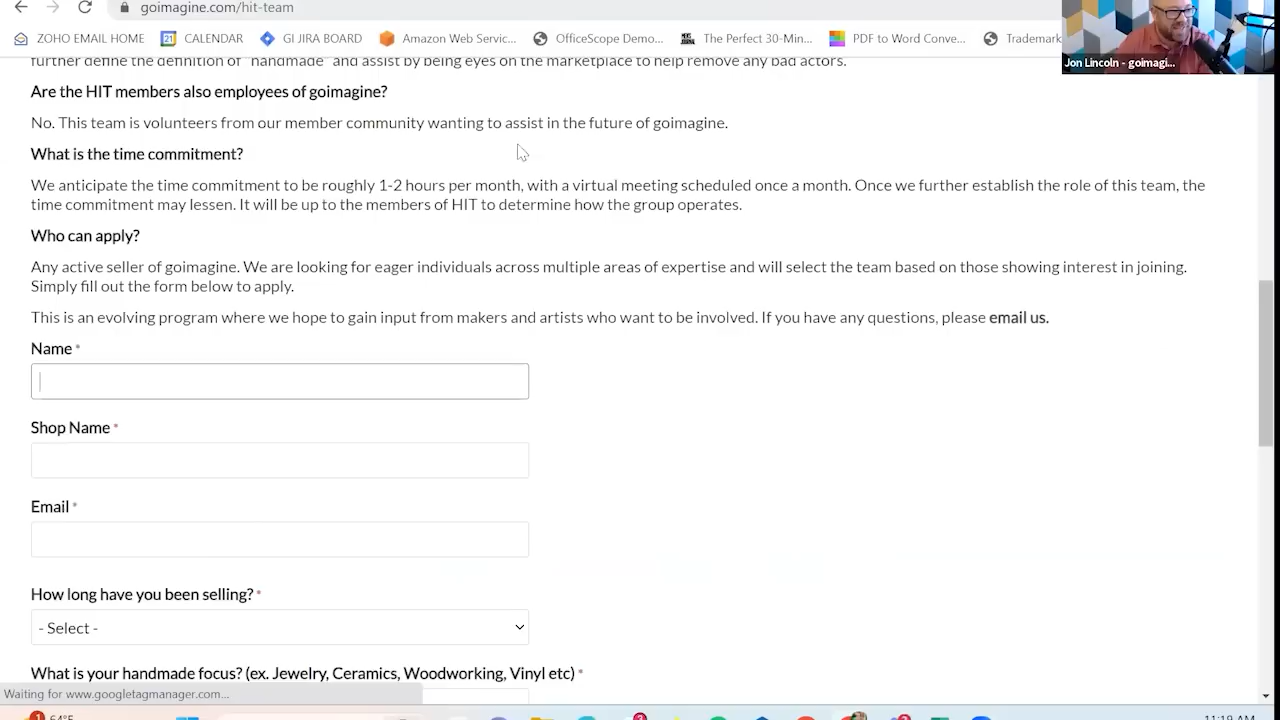 goimagine.com/hit-team
ZOHO EMAIL HOME CALENDAR GI JIRA BOARD Amazon Web Servic... OfficeScope Demo... The Perfect 30-Min... PDF to Word Conve... Trademark
Jon Lincoln - goimagi...
further define the definition of "handmade" and assist by being eyes on the marketplace to help remove any bad actors.
Are the HIT members also employees of goimagine?
No. This team is volunteers from our member community wanting to assist in the future of goimagine.
What is the time commitment?
We anticipate the time commitment to be roughly 1-2 hours per month, with a virtual meeting scheduled once a month. Once we further establish the role of this team, the
time commitment may lessen. It will be up to the members of HIT to determine how the group operates.
Who can apply?
Any active seller of goimagine. We are looking for eager individuals across multiple areas of expertise and will select the team based on those showing interest in joining.
Simply fill out the form below to apply.
This is an evolving program where we hope to gain input from makers and artists who want to be involved. If you have any questions, please email us.
Name *
Shop Name *
Email *
How long have you been selling? *
- Select -
What is your handmade focus? (ex. Jewelry, Ceramics, Woodworking, Vinyl etc) *
Waiting for www.googletagmanager.com...
64°F
11:19 AM